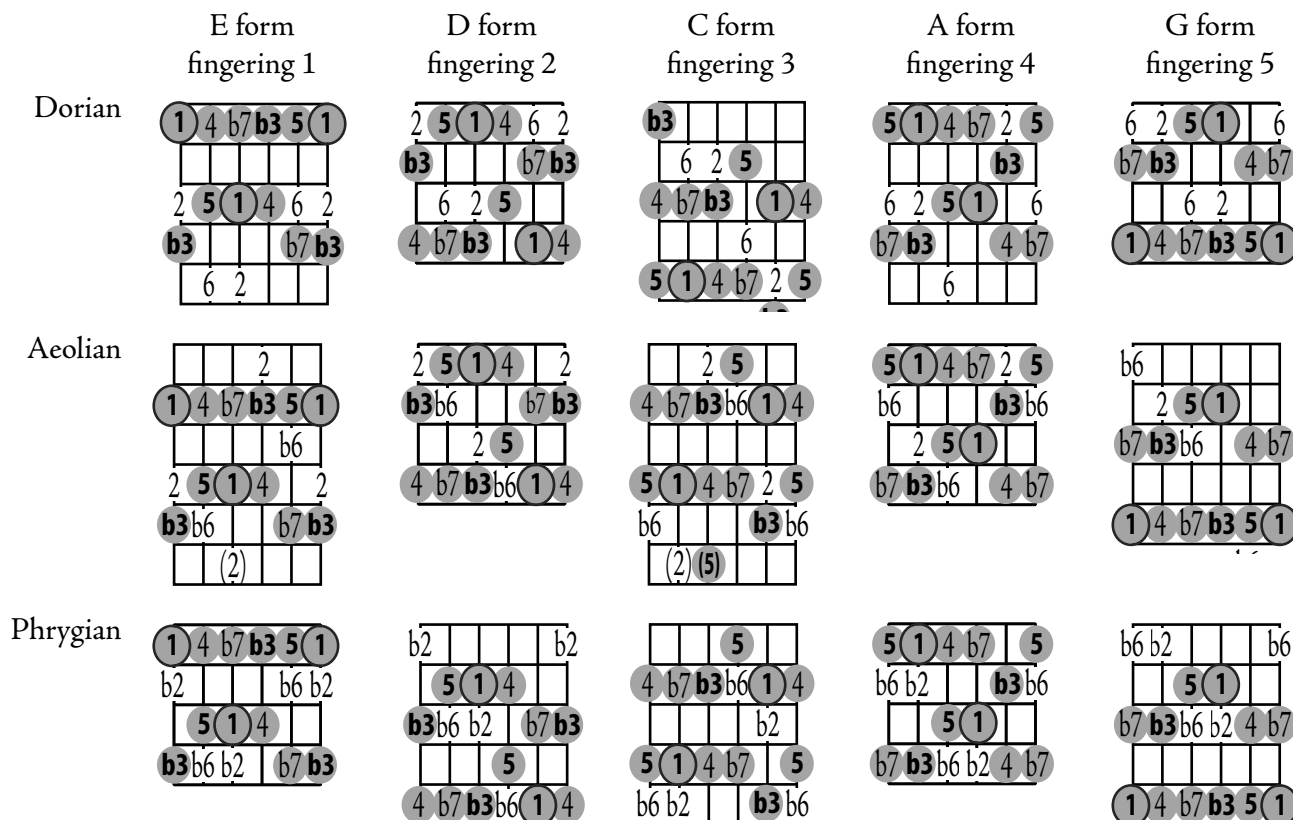 E form
fingering 1
D form
fingering 2
C form
fingering 3
A form
fingering 4
G form
fingering 5
Dorian
1 4 b7 b3 5 1
2 5 1 4 6 2
b3 b7 b3
6 2
2 5 1 4 6 2
b3 b7 b3
6 2 5
4 b7 b3 1 4
b3
6 2 5
4 b7 b3 1 4
6
5 1 4 b7 2 5
5 1 4 b7 2 5
b3
6 2 5 1 6
b7 b3 4 b7
6
6 2 5 1 6
b7 b3 4 b7
6 2
1 4 b7 b3 5 1
Aeolian
2
1 4 b7 b3 5 1
b6
2 5 1 4 2
b3 b6 b7 b3
(2)
2 5 1 4 2
b3 b6 b7 b3
2 5
4 b7 b3 b6 1 4
2 5
4 b7 b3 b6 1 4
5 1 4 b7 2 5
b6 b3 b6
(2) (5)
5 1 4 b7 2 5
b6 b3 b6
2 5 1
b7 b3 b6 4 b7
b6
2 5 1
b7 b3 b6 4 b7
1 4 b7 b3 5 1
Phrygian
1 4 b7 b3 5 1
b2 b6 b2
5 1 4
b3 b6 b2 b7 b3
b2 b2
5 1 4
b3 b6 b2 b7 b3
5
4 b7 b3 b6 1 4
5
4 b7 b3 b6 1 4
b2
5 1 4 b7 5
b6 b2 b3 b6
5 1 4 b7 5
b6 b2 b3 b6
5 1
b7 b3 b6 b2 4 b7
b6 b2 b6
5 1
b7 b3 b6 b2 4 b7
1 4 b7 b3 5 1